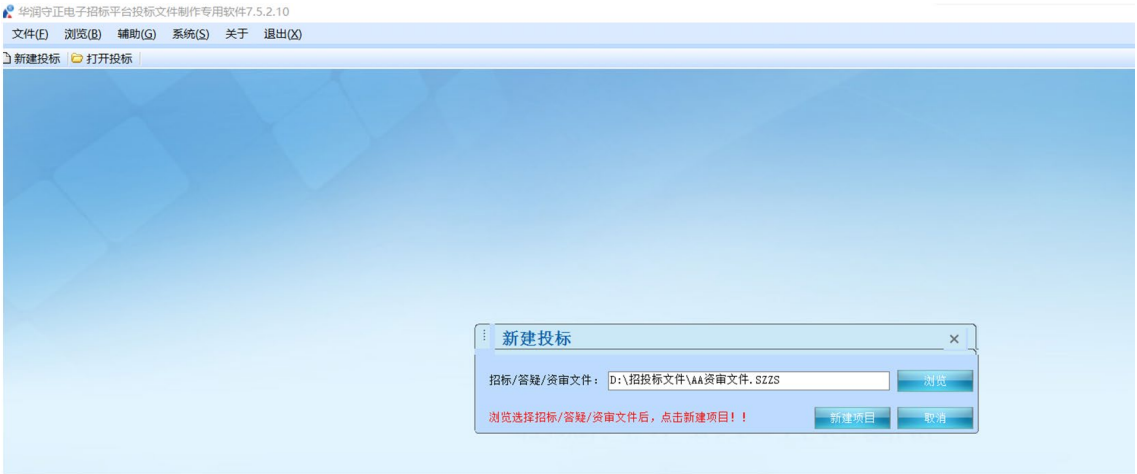 华润守正电子招标平台投标文件制作专用软件7.5.2.10
文件(F) 浏览(B) 辅助(G) 系统(S) 关于 退出(X)
新建投标 打开投标
新建投标
招标/答疑/资审文件: D:\招投标文件\AA资审文件.SZZS 浏览
浏览选择招标/答疑/资审文件后，点击新建项目！！ 新建项目 取消